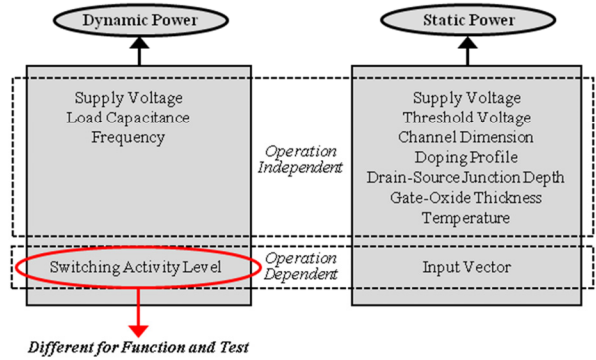 Dynamic Power
Static Power
Supply Voltage
Load Capacitance
Frequency
Operation
Independent
Supply Voltage
Threshold Voltage
Channel Dimension
Doping Profile
Drain-Source Junction Depth
Gate-Oxide Thickness
Temperature
Switching Activity Level
Operation
Dependent
Input Vector
Different for Function and Test